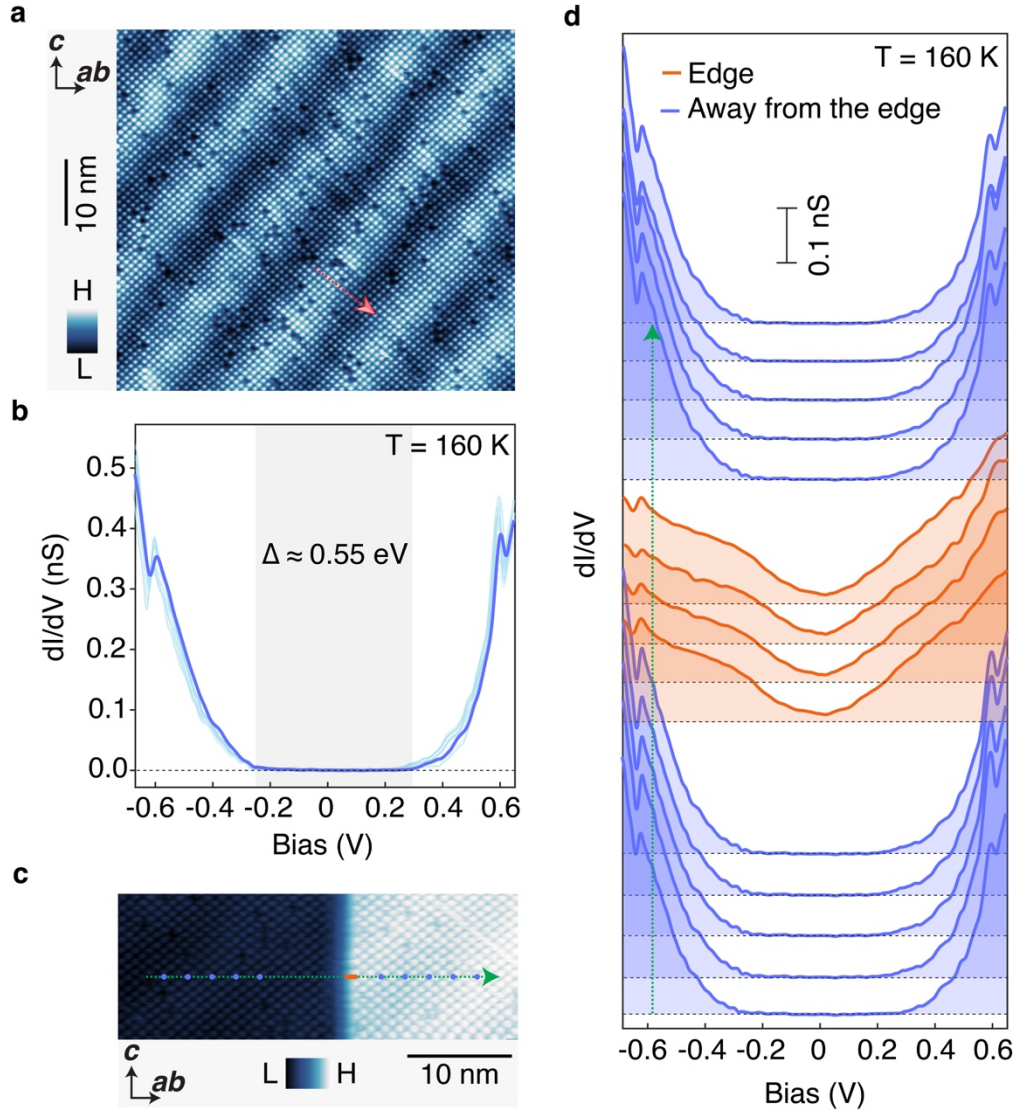 a
c
ab
10 nm
H
L
b
T = 160 K
Δ ≈ 0.55 eV
dI/dV (nS)
0.5
0.4
0.3
0.2
0.1
0.0
-0.6 -0.4 -0.2 0 0.2 0.4 0.6
Bias (V)
c
c
ab
L H
10 nm
d
T = 160 K
Edge
Away from the edge
0.1 nS
dI/dV
-0.6 -0.4 -0.2 0 0.2 0.4 0.6
Bias (V)